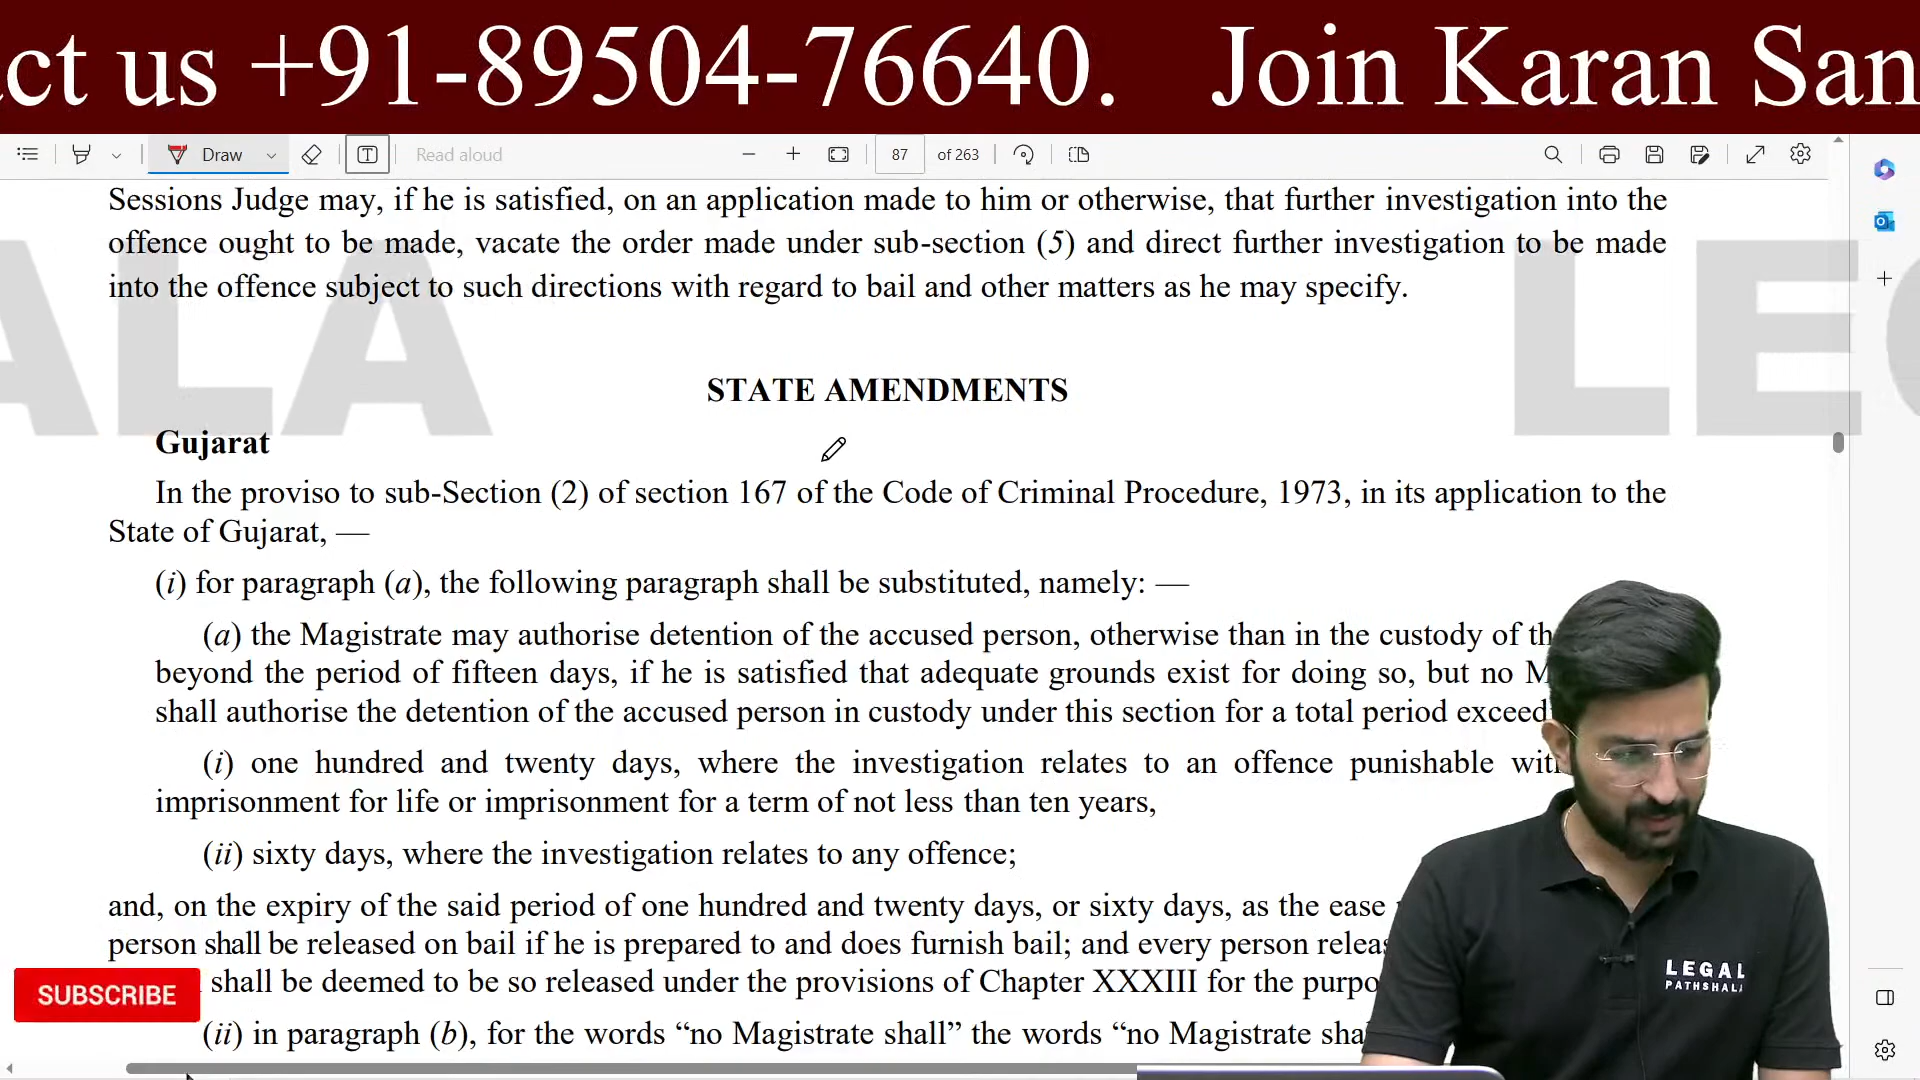 ct us +91-89504-76640. Join Karan San
Draw
Read aloud
87 of 263
Sessions Judge may, if he is satisfied, on an application made to him or otherwise, that further investigation into the
offence ought to be made, vacate the order made under sub-section (5) and direct further investigation to be made
into the offence subject to such directions with regard to bail and other matters as he may specify.
ALA LE
STATE AMENDMENTS
Gujarat
In the proviso to sub-Section (2) of section 167 of the Code of Criminal Procedure, 1973, in its application to the
State of Gujarat, —
(i) for paragraph (a), the following paragraph shall be substituted, namely: —
(a) the Magistrate may authorise detention of the accused person, otherwise than in the custody of th
beyond the period of fifteen days, if he is satisfied that adequate grounds exist for doing so, but no M
shall authorise the detention of the accused person in custody under this section for a total period exceed
(i) one hundred and twenty days, where the investigation relates to an offence punishable wit
imprisonment for life or imprisonment for a term of not less than ten years,
(ii) sixty days, where the investigation relates to any offence;
and, on the expiry of the said period of one hundred and twenty days, or sixty days, as the ease
person shall be released on bail if he is prepared to and does furnish bail; and every person releas
shall be deemed to be so released under the provisions of Chapter XXXIII for the purpo
(ii) in paragraph (b), for the words “no Magistrate shall” the words “no Magistrate sha
SUBSCRIBE
LEGAL
PATHSHALA